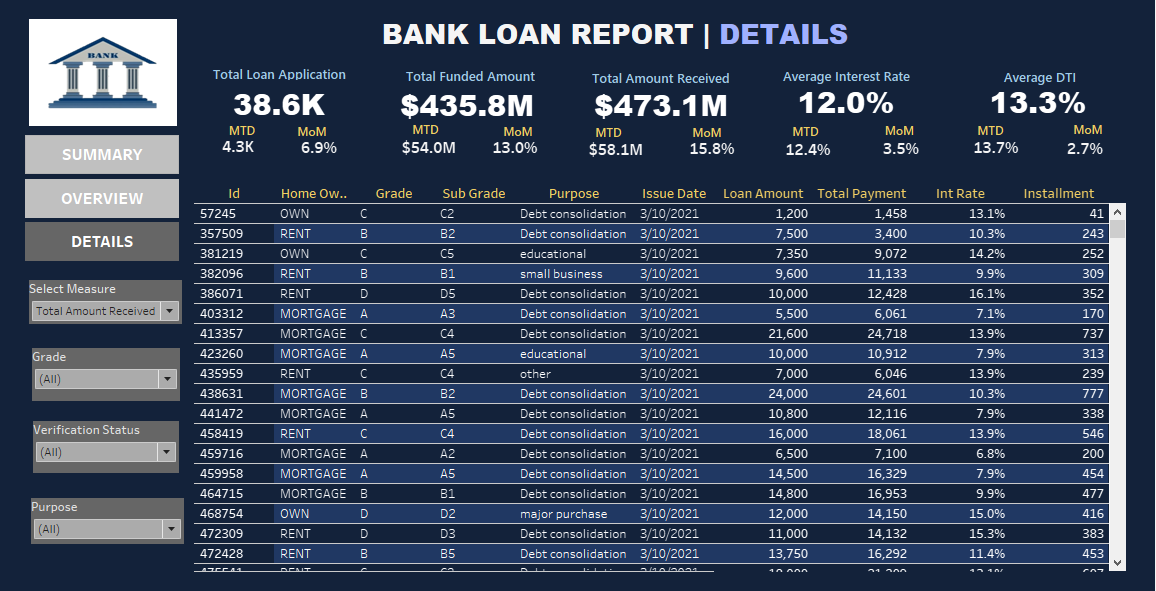 BANK
BANK LOAN REPORT | DETAILS
Total Loan Application
38.6K
MTD MoM
4.3K 6.9%
Total Funded Amount
$435.8M
MTD MoM
$54.0M 13.0%
Total Amount Received
$473.1M
MTD MoM
$58.1M 15.8%
Average Interest Rate
12.0%
MTD MoM
12.4% 3.5%
Average DTI
13.3%
MTD MoM
13.7% 2.7%
SUMMARY
OVERVIEW
DETAILS
Select Measure
Total Amount Received
Grade
(All)
Verification Status
(All)
Purpose
(All)
Id Home Ow.. Grade Sub Grade Purpose Issue Date Loan Amount Total Payment Int Rate Installment
57245 OWN C C2 Debt consolidation 3/10/2021 1,200 1,458 13.1% 41
357509 RENT B B2 Debt consolidation 3/10/2021 7,500 3,400 10.3% 243
381219 OWN C C5 educational 3/10/2021 7,350 9,072 14.2% 252
382096 RENT B B1 small business 3/10/2021 9,600 11,133 9.9% 309
386071 RENT D D5 Debt consolidation 3/10/2021 10,000 12,428 16.1% 352
403312 MORTGAGE A A3 Debt consolidation 3/10/2021 5,500 6,061 7.1% 170
413357 MORTGAGE C C4 Debt consolidation 3/10/2021 21,600 24,718 13.9% 737
423260 MORTGAGE A A5 educational 3/10/2021 10,000 10,912 7.9% 313
435959 RENT C C4 other 3/10/2021 7,000 6,046 13.9% 239
438631 MORTGAGE B B2 Debt consolidation 3/10/2021 24,000 24,601 10.3% 777
441472 MORTGAGE A A5 Debt consolidation 3/10/2021 10,800 12,116 7.9% 338
458419 RENT C C4 Debt consolidation 3/10/2021 16,000 18,061 13.9% 546
459716 MORTGAGE A A2 Debt consolidation 3/10/2021 6,500 7,100 6.8% 200
459958 MORTGAGE A A5 Debt consolidation 3/10/2021 14,500 16,329 7.9% 454
464715 MORTGAGE B B1 Debt consolidation 3/10/2021 14,800 16,953 9.9% 477
468754 OWN D D2 major purchase 3/10/2021 12,000 14,150 15.0% 416
472309 RENT D D3 Debt consolidation 3/10/2021 11,000 14,132 15.3% 383
472428 RENT B B5 Debt consolidation 3/10/2021 13,750 16,292 11.4% 453